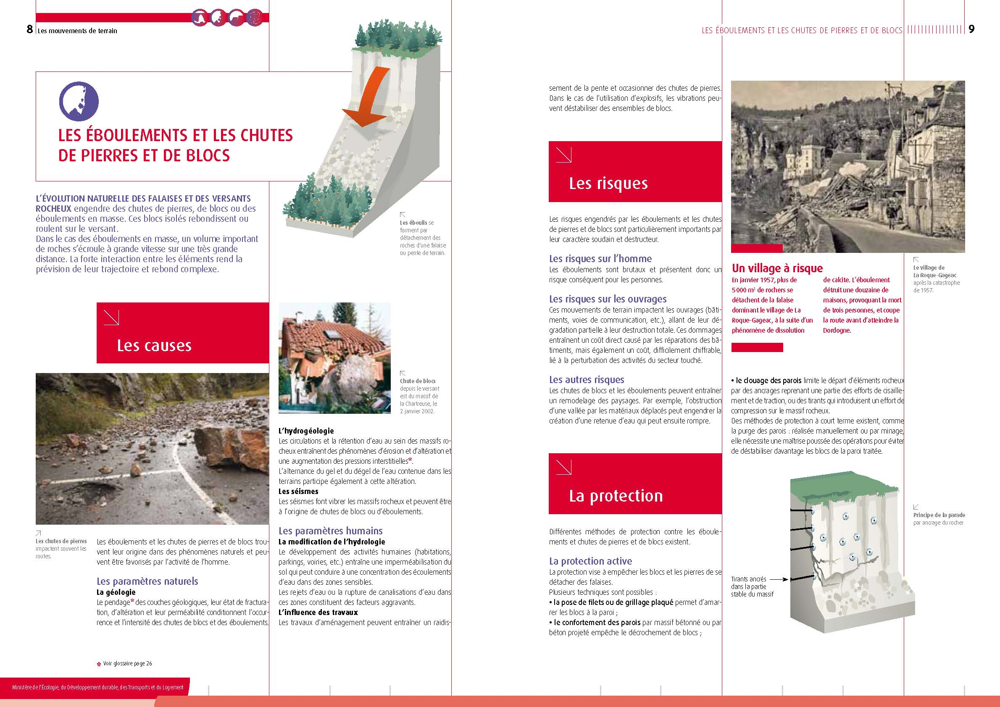 8 Les mouvements de terrain
LES ÉBOULEMENTS ET LES CHUTES
DE PIERRES ET DE BLOCS
L’ÉVOLUTION NATURELLE DES FALAISES ET DES VERSANTS
ROCHEUX engendre des chutes de pierres, de blocs ou des
éboulements en masse. Ces blocs isolés rebondissent ou
roulent sur le versant.
Dans le cas des éboulements en masse, un volume important
de roches s’écroule à grande vitesse sur une très grande
distance. La forte interaction entre les éléments rend la
prévision de leur trajectoire et rebond complexe.
Les éboulis se
forment par
détachement des
roches d’une falaise
ou pente de terrain.
Les causes
Les chutes de pierres
impactent souvent les
routes.
Les éboulements et les chutes de pierres et de blocs trou-
vent leur origine dans des phénomènes naturels et peu-
vent être favorisés par l’activité de l’homme.
Les paramètres naturels
La géologie
Le pendage* des couches géologiques, leur état de fractura-
tion, d’altération et leur perméabilité conditionnent l’occur-
rence et l’intensité des chutes de blocs et des éboulements.
* Voir glossaire page 26
Chute de blocs
depuis le versant
est du massif de
la Chartreuse, le
2 janvier 2002.
L’hydrogéologie
Les circulations et la rétention d’eau au sein des massifs ro-
cheux entraînent des phénomènes d’érosion et d’altération et
une augmentation des pressions interstitielles*.
L’alternance du gel et du dégel de l’eau contenue dans les
terrains participe également à cette altération.
Les séismes
Les séismes font vibrer les massifs rocheux et peuvent être
à l’origine de chutes de blocs ou d’éboulements.
Les paramètres humains
La modification de l’hydrologie
Le développement des activités humaines (habitations,
parkings, voiries, etc.) entraîne une imperméabilisation du
sol qui peut conduire à une concentration des écoulements
d’eau dans des zones sensibles.
Les rejets d’eau ou la rupture de canalisations d’eau dans
ces zones constituent des facteurs aggravants.
L’influence des travaux
Les travaux d’aménagement peuvent entraîner un raidis-
Ministère de l’Écologie, du Développement durable, des Transports et du Logement
LES ÉBOULEMENTS ET LES CHUTES DE PIERRES ET DE BLOCS 9
sement de la pente et occasionner des chutes de pierres.
Dans le cas de l’utilisation d’explosifs, les vibrations peu-
vent déstabiliser des ensembles de blocs.
Les risques
Les risques engendrés par les éboulements et les chutes
de pierres et de blocs sont particulièrement importants par
leur caractère soudain et destructeur.
Les risques sur l’homme
Les éboulements sont brutaux et présentent donc un
risque conséquent pour les personnes.
Les risques sur les ouvrages
Ces mouvements de terrain impactent les ouvrages (bâti-
ments, voies de communication, etc.), allant de leur dé-
gradation partielle à leur destruction totale. Ces dommages
entraînent un coût direct causé par les réparations des bâ-
timents, mais également un coût, difficilement chiffrable,
lié à la perturbation des activités du secteur touché.
Les autres risques
Les chutes de blocs et les éboulements peuvent entraîner
un remodelage des paysages. Par exemple, l’obstruction
d’une vallée par les matériaux déplacés peut engendrer la
création d’une retenue d’eau qui peut ensuite rompre.
La protection
Différentes méthodes de protection contre les éboule-
ments et chutes de pierres et de blocs existent.
La protection active
La protection vise à empêcher les blocs et les pierres de se
détacher des falaises.
Plusieurs techniques sont possibles :
• la pose de filets ou de grillage plaqué permet d’amar-
rer les blocs à la paroi ;
• le confortement des parois par massif bétonné ou par
béton projeté empêche le décrochement de blocs ;
Un village à risque
En janvier 1957, plus de
5 000 m³ de rochers se
détachent de la falaise
dominant le village de La
Roque-Gageac, à la suite d’un
phénomène de dissolution
de calcite. L’éboulement
détruit une douzaine de
maisons, provoquant la mort
de trois personnes, et coupe
la route avant d’atteindre la
Dordogne.
Le village de
La Roque-Gageac
après la catastrophe
de 1957.
• le clouage des parois limite le départ d’éléments rocheux
par des ancrages reprenant une partie des efforts de cisaille-
ment et de traction, ou des tirants qui introduisent un effort de
compression sur le massif rocheux.
Des méthodes de protection à court terme existent, comme
la purge des parois : réalisée manuellement ou par minage,
elle nécessite une maîtrise poussée des opérations pour éviter
de déstabiliser davantage les blocs de la paroi traitée.
Principe de la parade
par ancrage du rocher
Tirants ancrés
dans la partie
stable du massif